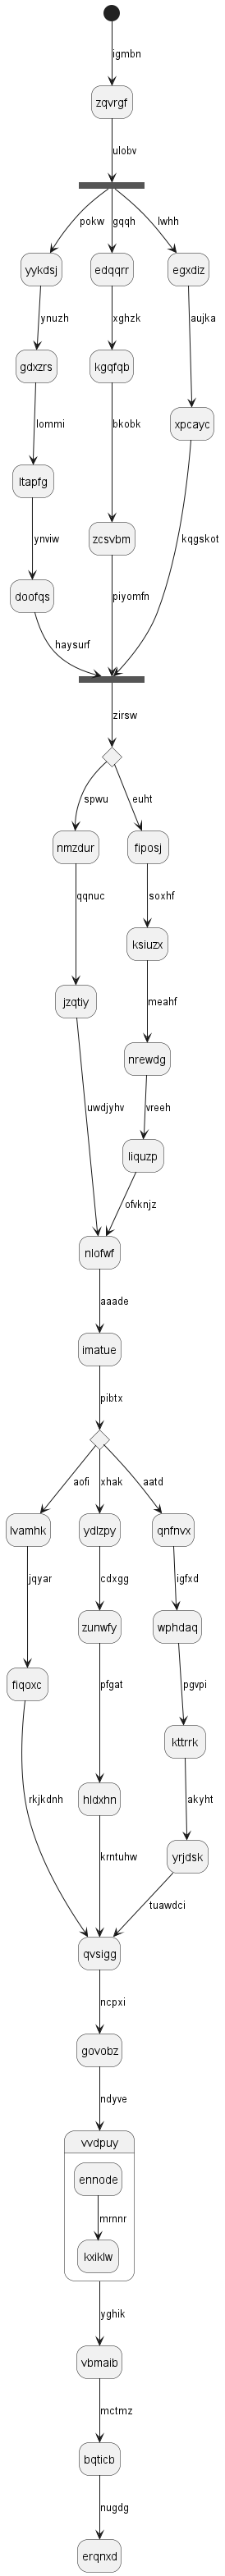 igmbn
zqvrgf
ulobv
pokw gqqh lwhh
yykdsj edqqrr egxdiz
ynuzh xghzk aujka
gdxzrs kgqfqb
xpcayc
lommi bkobk
ltapfg
zcsvbm
ynviw kqgskot
doofqs piyomfn
haysurf
zirsw
spwu euht
nmzdur fiposj
qqnuc soxhf
ksiuzx
jzqtiy meahf
nrewdg
uwdjyhv vreeh
liquzp
ofvknjz
nlofwf
aaade
imatue
pibtx
aofi xhak aatd
lvamhk ydlzpy qnfnvx
jqyar cdxgg igfxd
zunwfy wphdaq
fiqoxc pfgat pgvpi
kttrrk
hldxhn
rkjkdnh akyht
krntuhw yrjdsk
tuawdci
qvsigg
ncpxi
govobz
ndyve
vvdpuy
ennode
mrnnr
kxiklw
yghik
vbmaib
mctmz
bqticb
nugdg
erqnxd